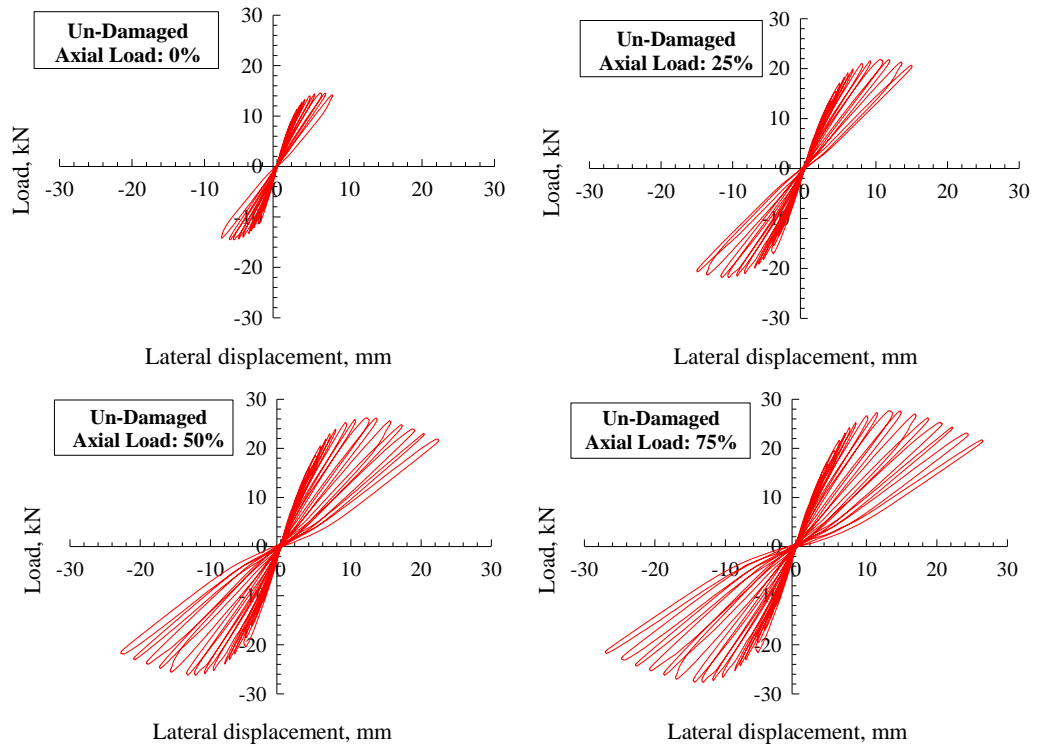 Un-Damaged
Axial Load: 0%
30
20
10
0
-10
-20
-30
-30 -20 -10 0 10 20 30
Load, kN
Lateral displacement, mm
Un-Damaged
Axial Load: 25%
30
20
10
0
-10
-20
-30
-30 -20 -10 0 10 20 30
Load, kN
Lateral displacement, mm
Un-Damaged
Axial Load: 50%
30
20
10
0
-10
-20
-30
-30 -20 -10 0 10 20 30
Load, kN
Lateral displacement, mm
Un-Damaged
Axial Load: 75%
30
20
10
0
-10
-20
-30
-30 -20 -10 0 10 20 30
Load, kN
Lateral displacement, mm